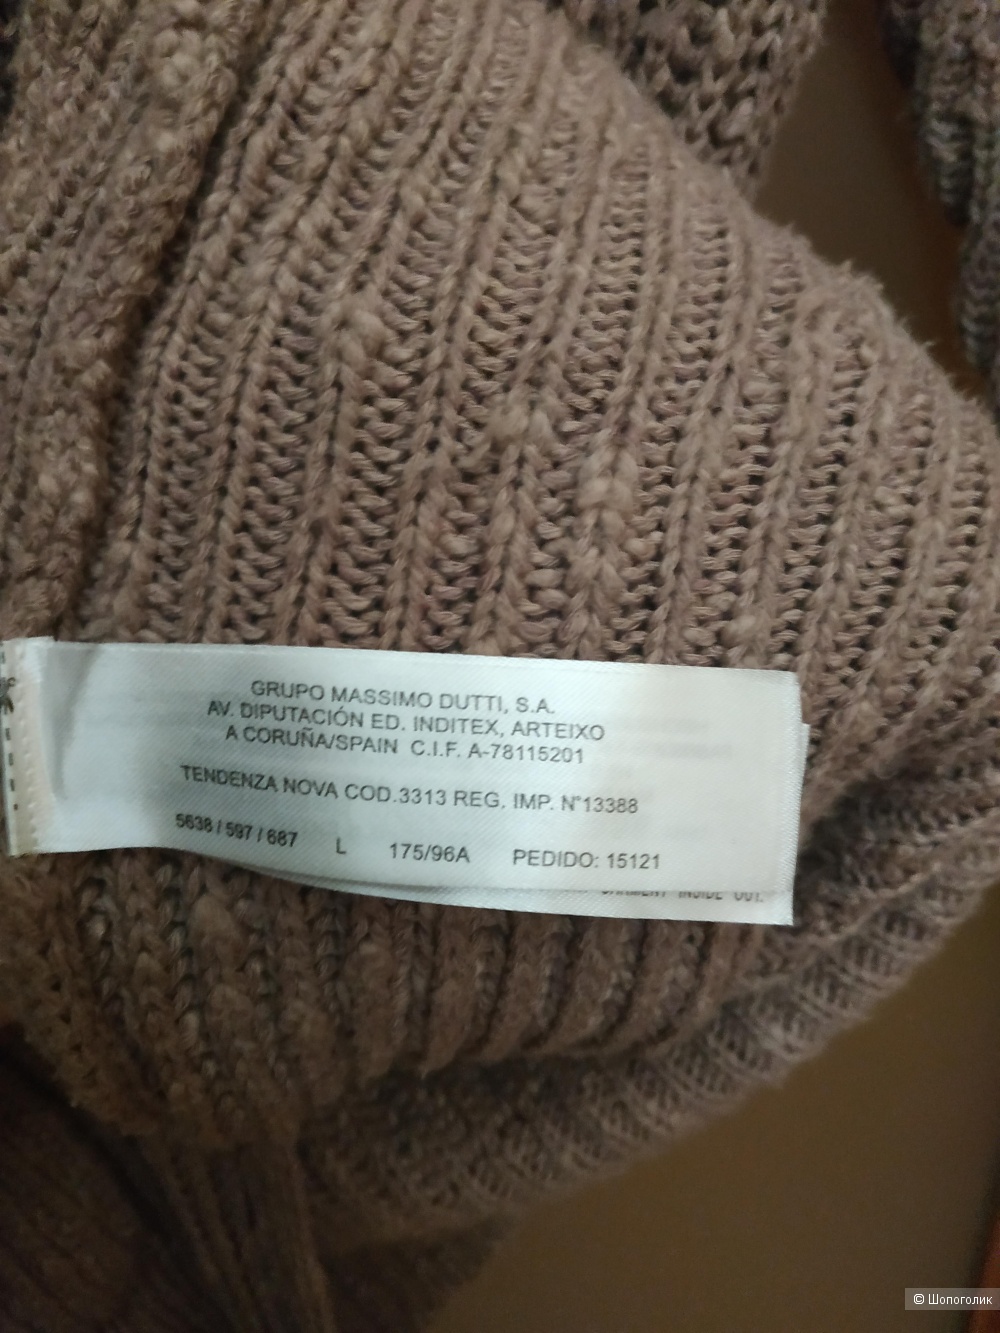 GRUPO MASSIMO DUTTI, S.A.
AV. DIPUTACIÓN ED. INDITEX, ARTEIXO
A CORUÑA/SPAIN C.I.F. A-78115201
TENDENZA NOVA COD.3313 REG. IMP. N°13388
5638 / 597 / 687 L 175/96A PEDIDO: 15121
GARMENT INSIDE OUT.
© Шопоголик